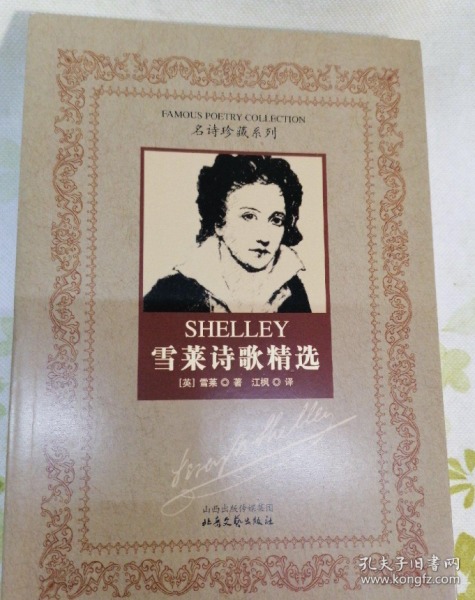 FAMOUS POETRY COLLECTION
名诗珍藏系列
SHELLEY
雪莱诗歌精选
[英] 雪莱 ◎ 著 江枫 ◎ 译
山西出版传媒集团
北岳文艺出版社
孔夫子旧书网
www.kongfz.com